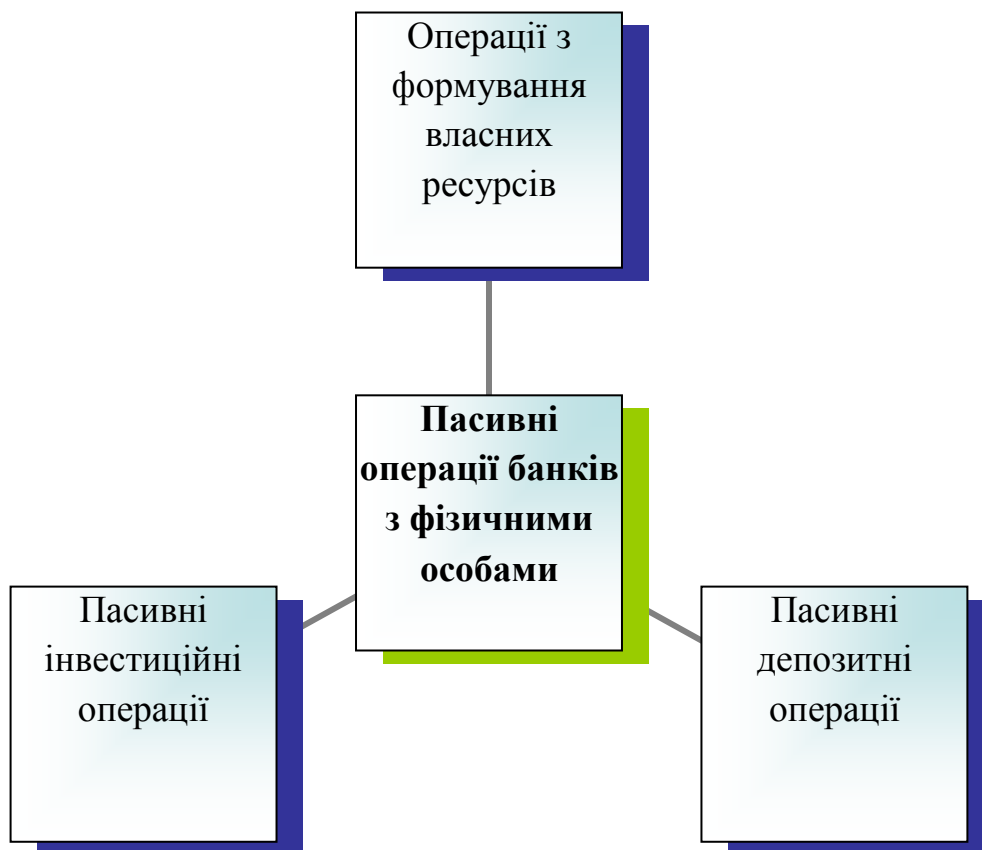 Операції з
формування
власних
ресурсів
Пасивні
операції банків
з фізичними
особами
Пасивні
інвестиційні
операції
Пасивні
депозитні
операції